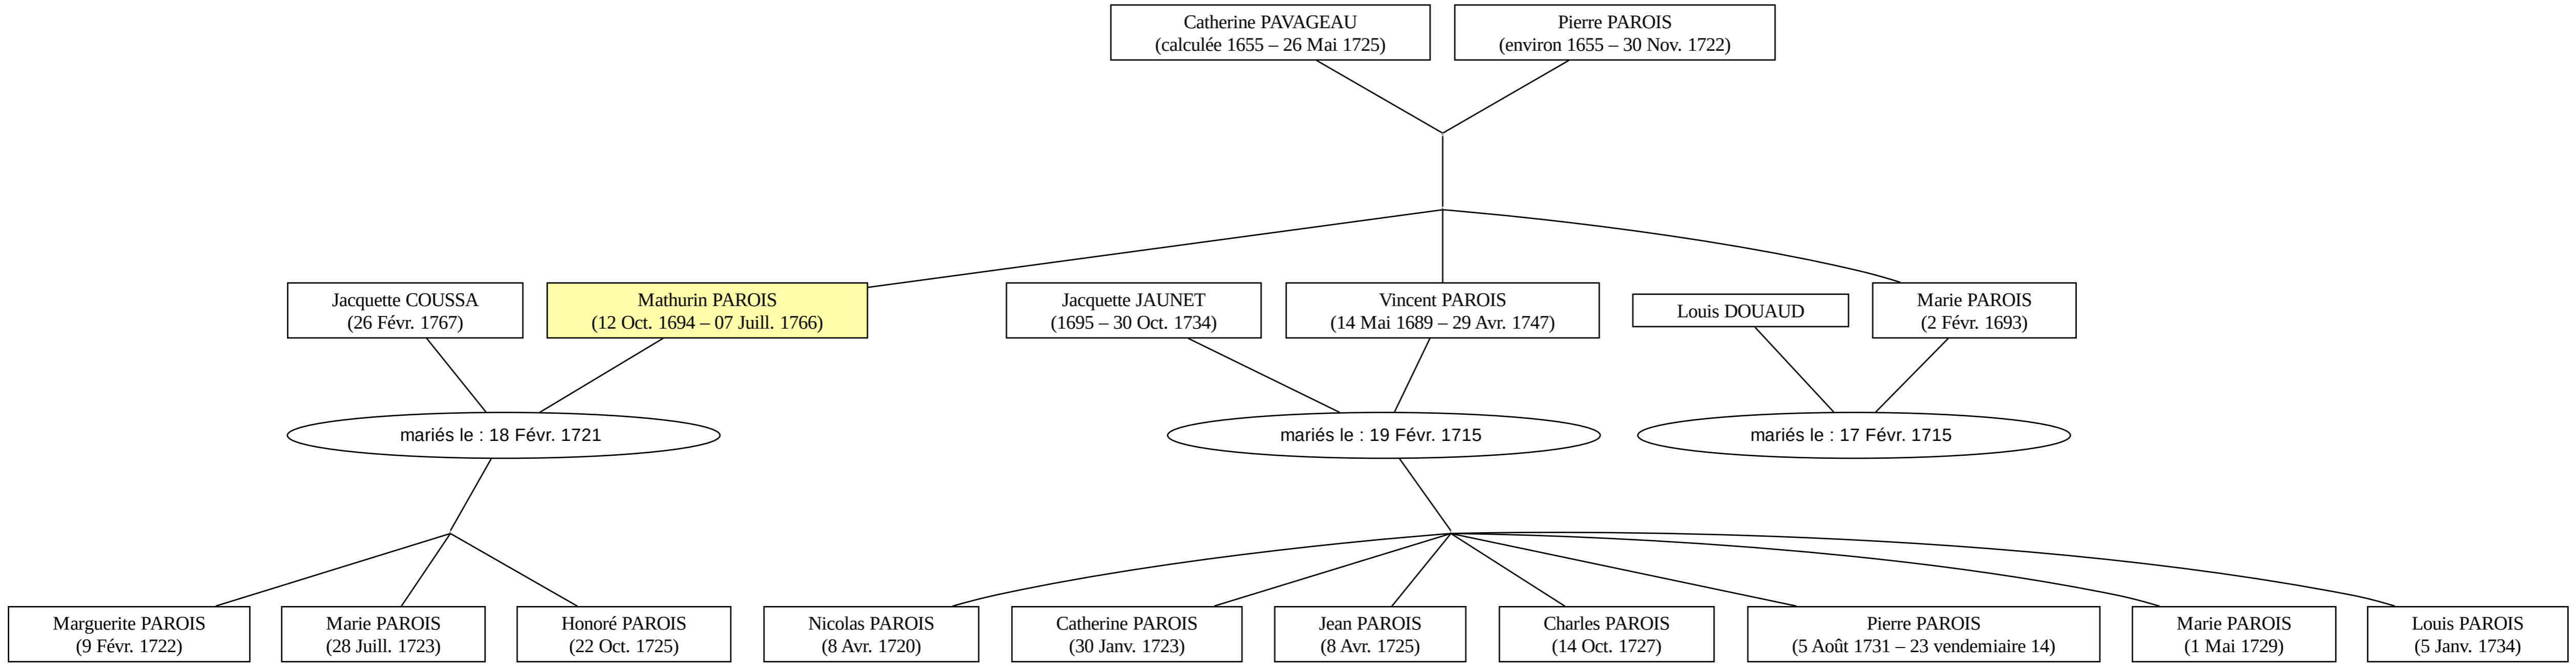 Catherine PAVAGEAU
(calculée 1655 – 26 Mai 1725)
Pierre PAROIS
(environ 1655 – 30 Nov. 1722)
Jacquette COUSSA
(26 Févr. 1767)
Mathurin PAROIS
(12 Oct. 1694 – 07 Juill. 1766)
Jacquette JAUNET
(1695 – 30 Oct. 1734)
Vincent PAROIS
(14 Mai 1689 – 29 Avr. 1747)
Louis DOUAUD
Marie PAROIS
(2 Févr. 1693)
mariés le : 18 Févr. 1721
mariés le : 19 Févr. 1715
mariés le : 17 Févr. 1715
Marguerite PAROIS
(9 Févr. 1722)
Marie PAROIS
(28 Juill. 1723)
Honoré PAROIS
(22 Oct. 1725)
Nicolas PAROIS
(8 Avr. 1720)
Catherine PAROIS
(30 Janv. 1723)
Jean PAROIS
(8 Avr. 1725)
Charles PAROIS
(14 Oct. 1727)
Pierre PAROIS
(5 Août 1731 – 23 vendemiaire 14)
Marie PAROIS
(1 Mai 1729)
Louis PAROIS
(5 Janv. 1734)